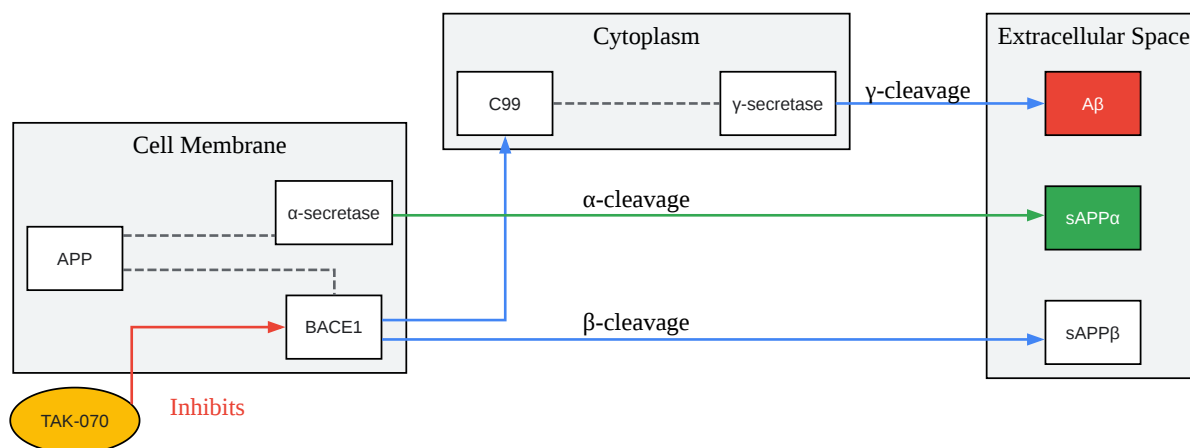 Cytoplasm
Extracellular Space
C99
γ-secretase
γ-cleavage
Aβ
Cell Membrane
α-secretase
α-cleavage
sAPPα
APP
BACE1
β-cleavage
sAPPβ
TAK-070
Inhibits